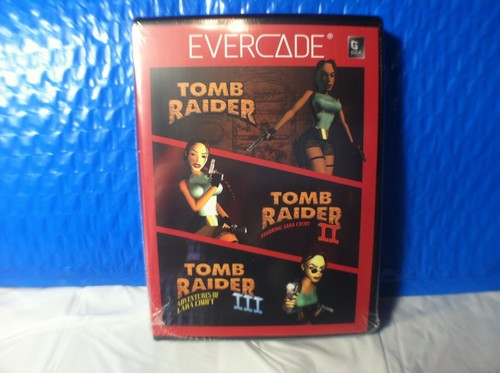 EVERCADE®
TOMB
RAIDER
TOMB
RAIDER
STARRING LARA CROFT
II
TOMB
RAIDER
ADVENTURES OF
LARA CROFT
III